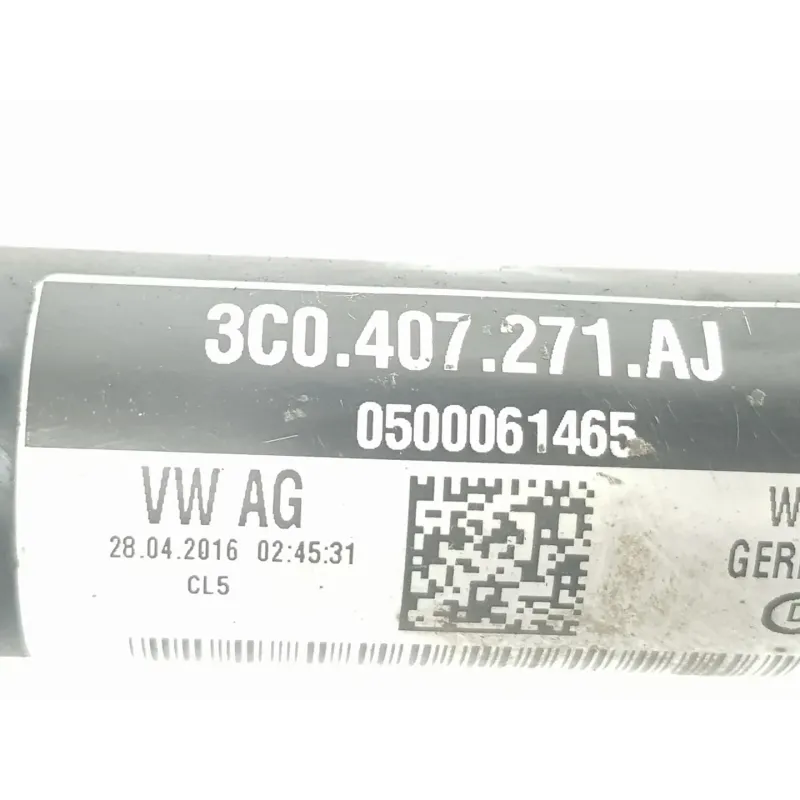 3C0.407.271.AJ
0500061465
VW AG
28.04.2016 02:45:31
CL5